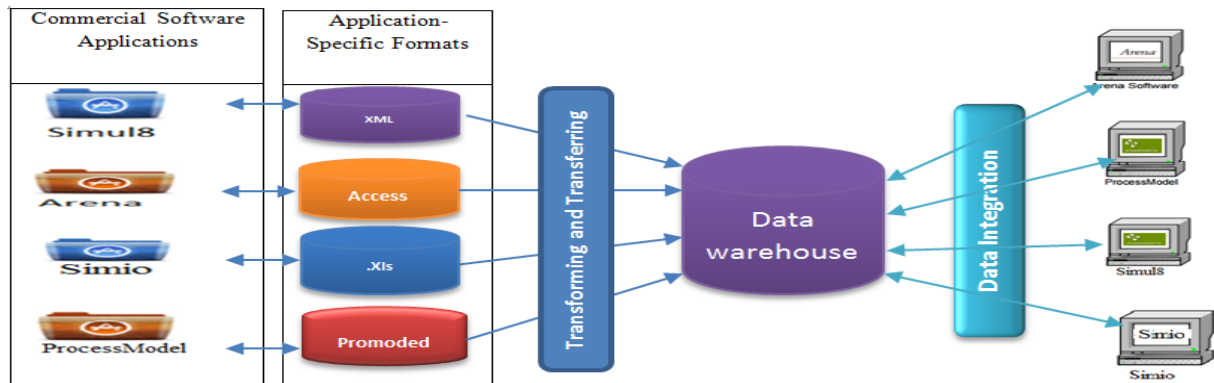 Commercial Software
Applications
Application-
Specific Formats
Simul8
XML
Arena
Access
Simio
.Xls
ProcessModel
Promoded
Transforming and Transferring
Data
warehouse
Data Integration
Arena
Arena Software
ProcessModel
Simul8
Simio
Simio